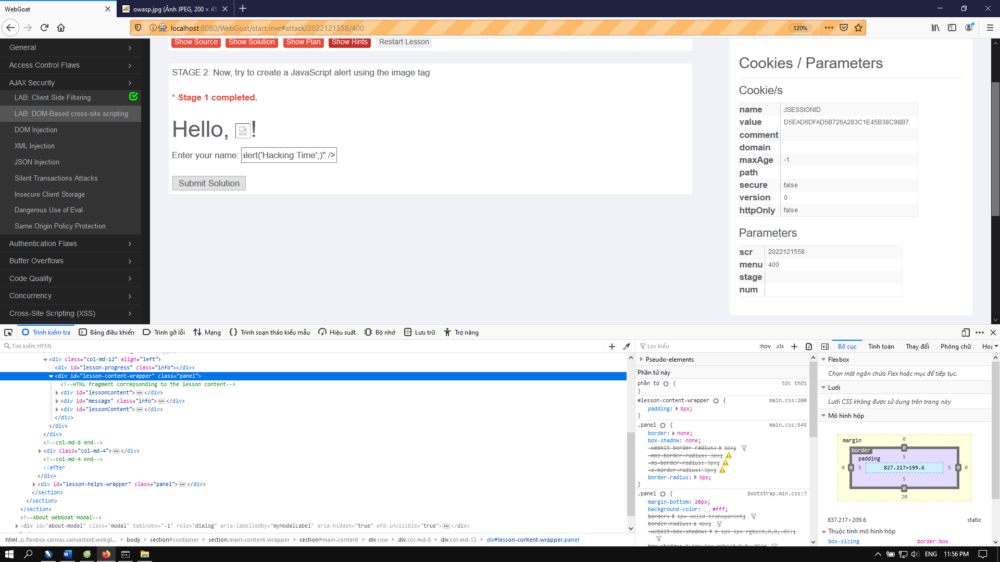 WebGoat
owasp.jpg (Ảnh JPEG, 200 × 45
localhost:8080/WebGoat/start.mvc#attack/2022121558/400
120%
General
Access Control Flaws
AJAX Security
LAB: Client Side Filtering
LAB: DOM-Based cross-site scripting
DOM Injection
XML Injection
JSON Injection
Silent Transactions Attacks
Insecure Client Storage
Dangerous Use of Eval
Same Origin Policy Protection
Authentication Flaws
Buffer Overflows
Code Quality
Concurrency
Cross-Site Scripting (XSS)
Show Source
Show Solution
Show Plan
Show Hints
Restart Lesson
STAGE 2: Now, try to create a JavaScript alert using the image tag
* Stage 1 completed.
Hello, !
Enter your name: alert('Hacking Time';)" />
Submit Solution
Cookies / Parameters
Cookie/s
name JSESSIONID
value D5EAD6DFAD5B726A283C1E45B38C98B7
comment
domain
maxAge -1
path
secure false
version 0
httpOnly false
Parameters
scr 2022121558
menu 400
stage
num
Trình kiểm tra
Bảng điều khiển
Trình gỡ lỗi
Mạng
Trình soạn thảo kiểu mẫu
Hiệu suất
Bộ nhớ
Lưu trữ
Trợ năng
Tìm kiếm HTML
<div class="col-md-12" align="left">
<div id="lesson-progress" class="info"></div>
<div id="lesson-content-wrapper" class="panel">
<!--HTML fragment correpsonding to the lesson content-->
<div id="lessonContent"> ••• </div>
<div id="message" class="info"> ••• </div>
<div id="lessonContent"> ••• </div>
</div>
</div>
</div>
<!--col-md-8 end-->
<div class="col-md-4"> ••• </div>
<!--col-md-4 end-->
::after
</div>
<div id="lesson-helps-wrapper" class="panel"> ••• </div>
</section>
</section>
</section>
<!--About WebGoat Modal-->
<div id="about-modal" class="modal" tabindex="-1" role="dialog" aria-labelledby="myModalLabel" aria-hidden="true" wfd-invisible="true"> ••• </div>
html.js.flexbox.canvas.canvastext.webgl... > body > section#container > section.main-content-wrapper > section#main-content > div.row > div.col-md-8 > div.col-md-12 > div#lesson-content-wrapper.panel
Lọc kiểu
:hov .cls
Pseudo-elements
Phần tử này
phần tử { tức thời
}
#lesson-content-wrapper { main.css:200
padding: 5px;
}
.panel { main.css:545
border: none;
box-shadow: none;
-webkit-border-radius: 3px;
-moz-border-radius: 3px;
-ms-border-radius: 3px;
-o-border-radius: 3px;
border-radius: 3px;
}
.panel { bootstrap.min.css:7
margin-bottom: 20px;
background-color: #fff;
border: 1px solid transparent;
border-radius: 4px;
-webkit-box-shadow: 0 1px 1px rgba(0,0,0,.05);
box-shadow: 0 1px 1px rgba(0,0,0,.05);
Bố cục
Tính toán
Thay đổi
Phông chữ
Hoạ
Flexbox
Chọn một ngăn chứa Flex hoặc mục để tiếp tục.
Lưới
Lưới CSS không được sử dụng trên trang này
Mô hình hộp
margin
0
border
0
padding
5
0 0 5 827.217×199.6 5 0 0
5
0
20
837.217×209.6 static
Thuộc tính mô hình hộp
box-sizing border-box
ENG
11:56 PM